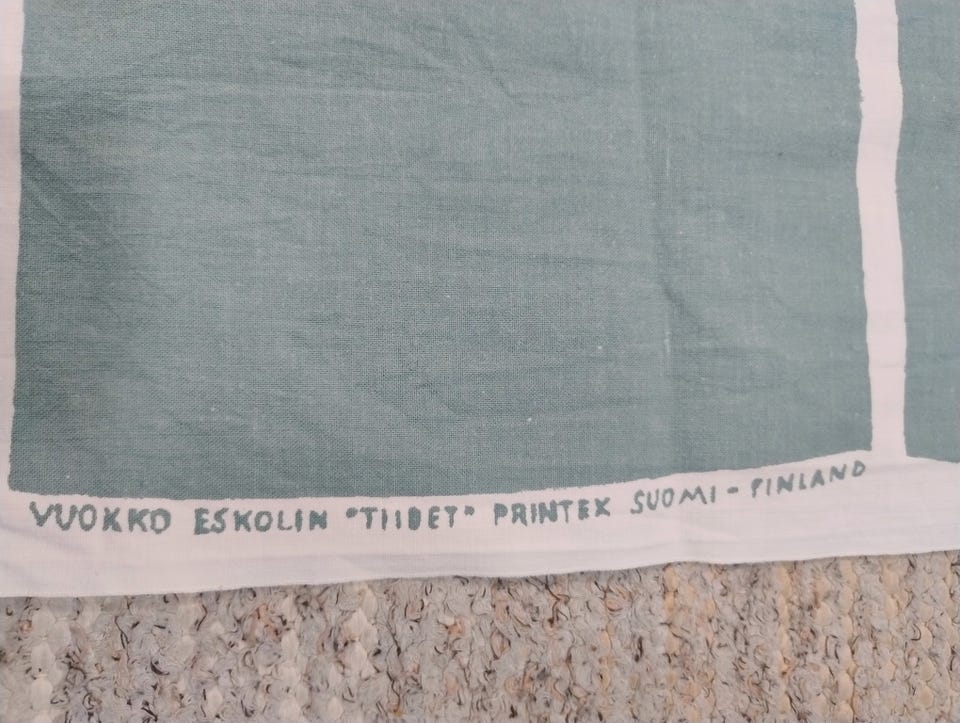 VUOKKO ESKOLIN "TIIBET" PRINTEX SUOMI - FINLAND